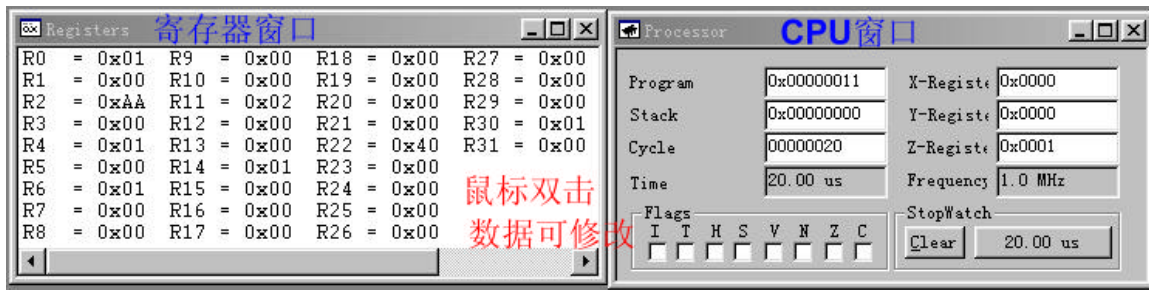 Registers 寄存器窗口
R0 = 0x01 R9 = 0x00 R18 = 0x00 R27 = 0x00
R1 = 0x00 R10 = 0x00 R19 = 0x00 R28 = 0x00
R2 = 0xAA R11 = 0x02 R20 = 0x00 R29 = 0x00
R3 = 0x00 R12 = 0x00 R21 = 0x00 R30 = 0x01
R4 = 0x01 R13 = 0x00 R22 = 0x40 R31 = 0x00
R5 = 0x00 R14 = 0x01 R23 = 0x00
R6 = 0x01 R15 = 0x00 R24 = 0x00
R7 = 0x00 R16 = 0x00 R25 = 0x00
R8 = 0x00 R17 = 0x00 R26 = 0x00
鼠标双击
数据可修改
Processor CPU窗口
Program 0x00000011 X-Registe 0x0000
Stack 0x00000000 Y-Registe 0x0000
Cycle 00000020 Z-Registe 0x0001
Time 20.00 us Frequency 1.0 MHz
Flags StopWatch
I T H S V N Z C
Clear 20.00 us